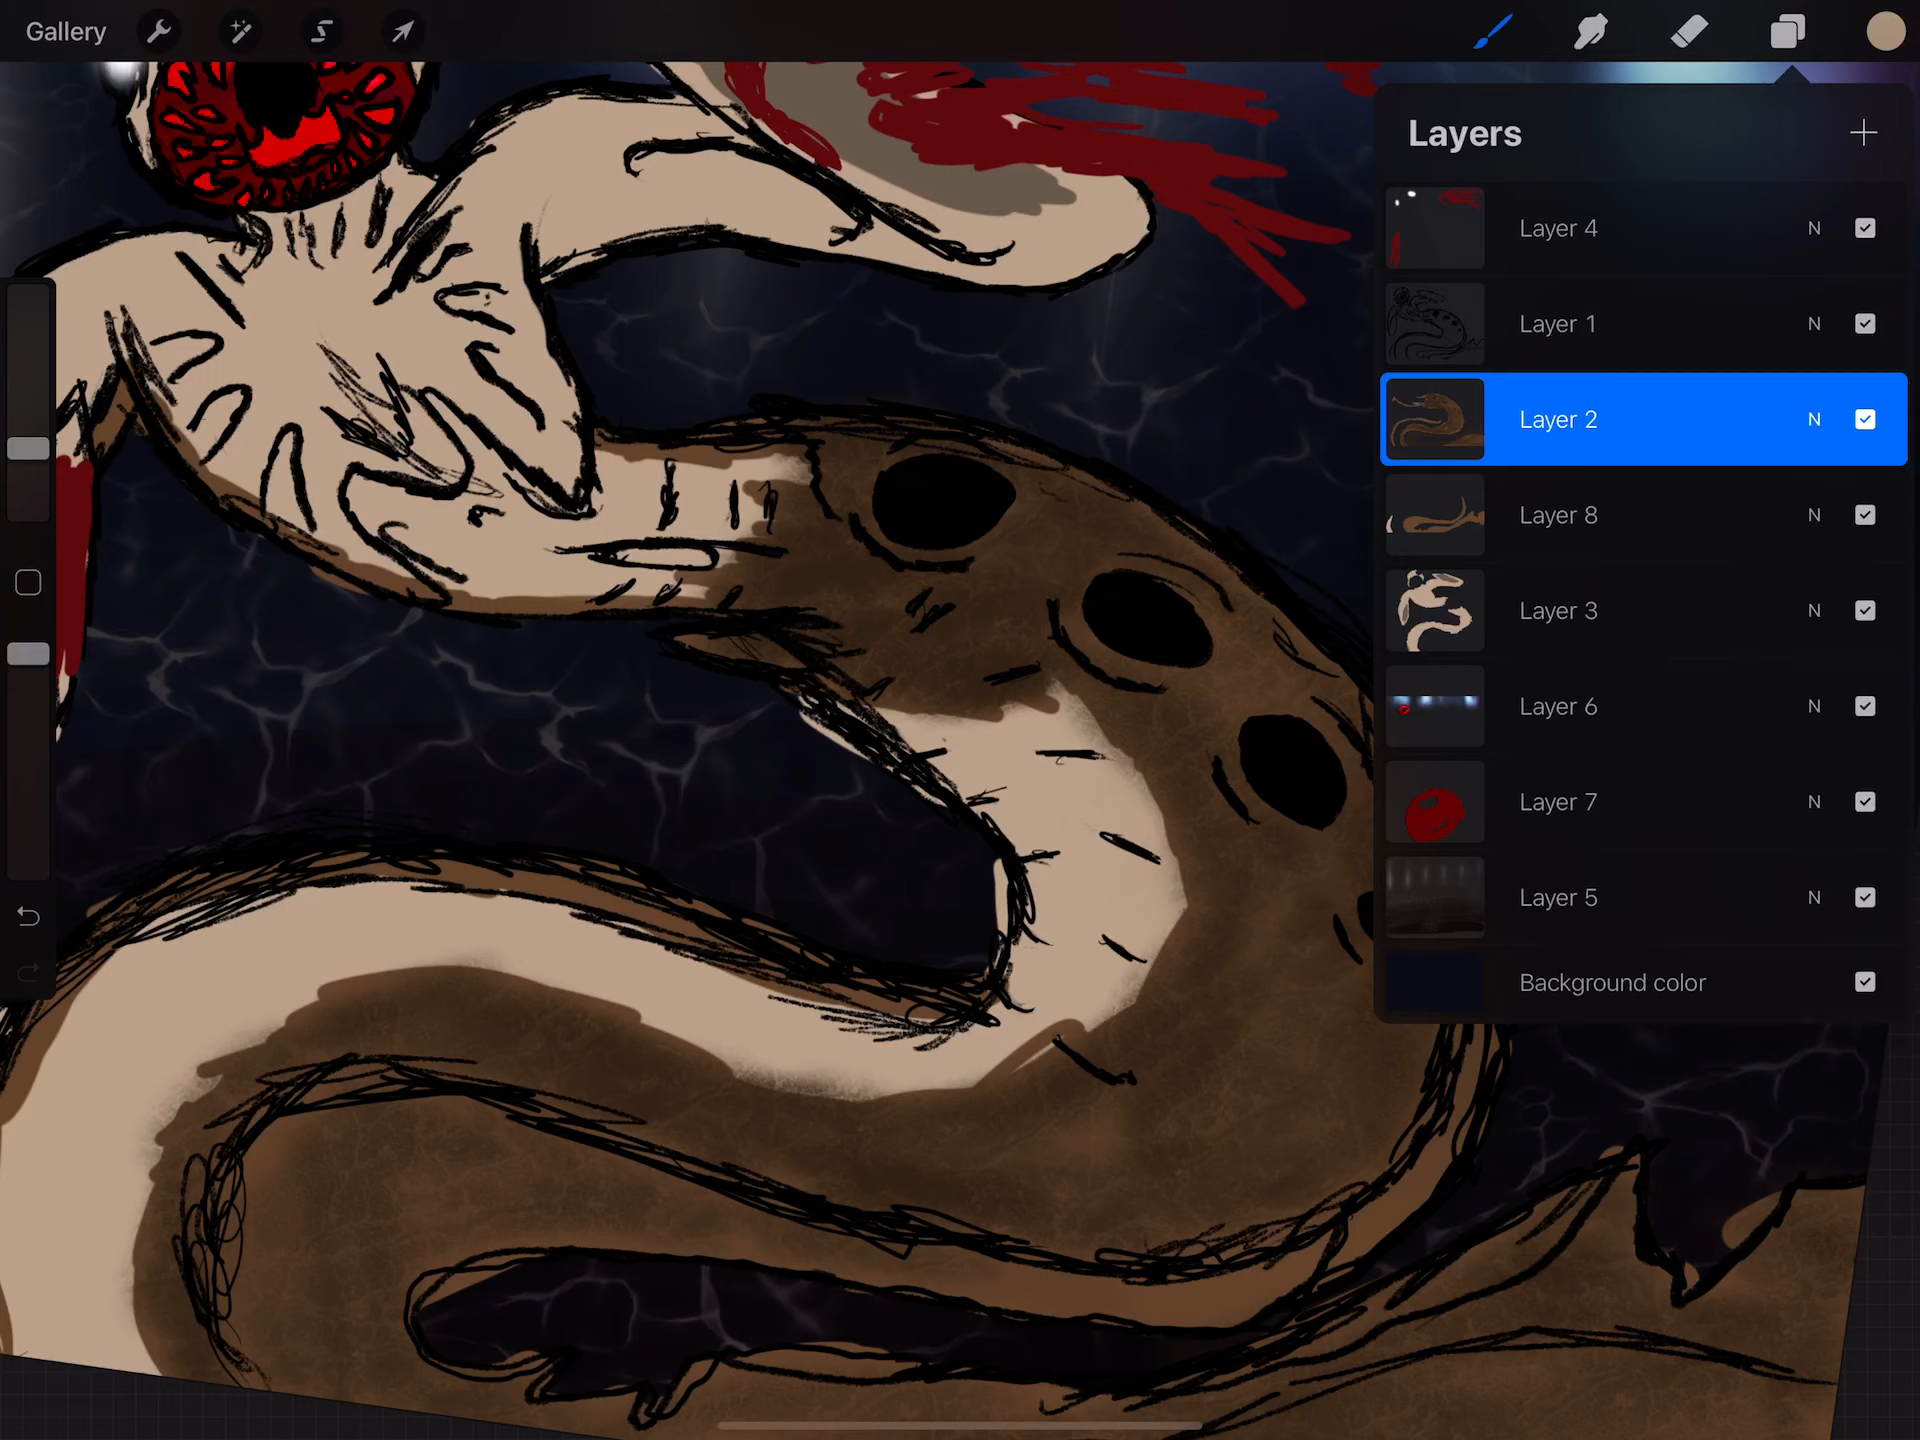 Gallery
Layers
Layer 4 N
Layer 1 N
Layer 2 N
Layer 8 N
Layer 3 N
Layer 6 N
Layer 7 N
Layer 5 N
Background color